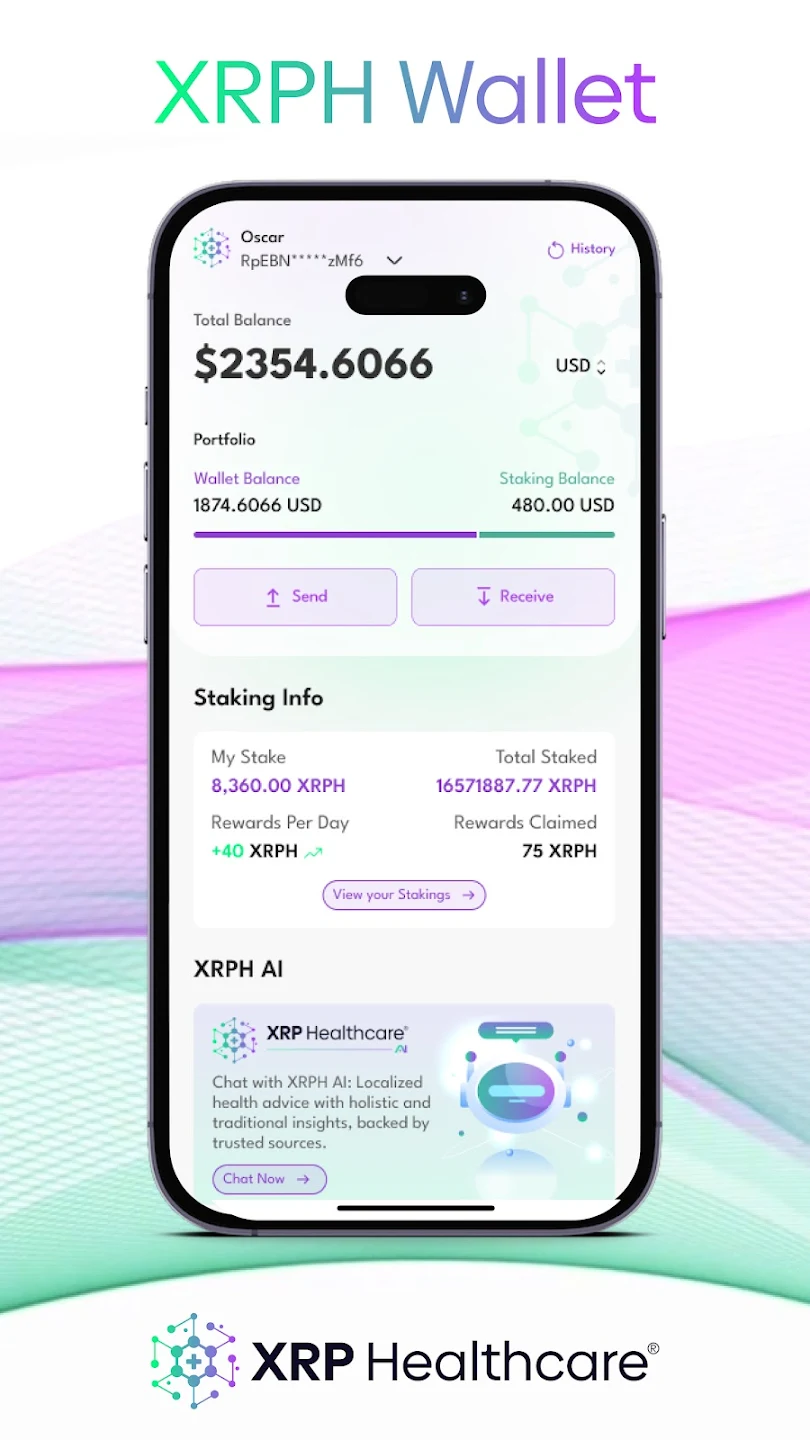 XRPH Wallet
Oscar
RpEBN*****zMf6
History
Total Balance
$2354.6066
USD
Portfolio
Wallet Balance
Staking Balance
1874.6066 USD
480.00 USD
Send
Receive
Staking Info
My Stake
Total Staked
8,360.00 XRPH
16571887.77 XRPH
Rewards Per Day
Rewards Claimed
+40 XRPH
75 XRPH
View your Stakings
XRPH AI
XRP Healthcare®
AI
Chat with XRPH AI: Localized
health advice with holistic and
traditional insights, backed by
trusted sources.
Chat Now
XRP Healthcare®